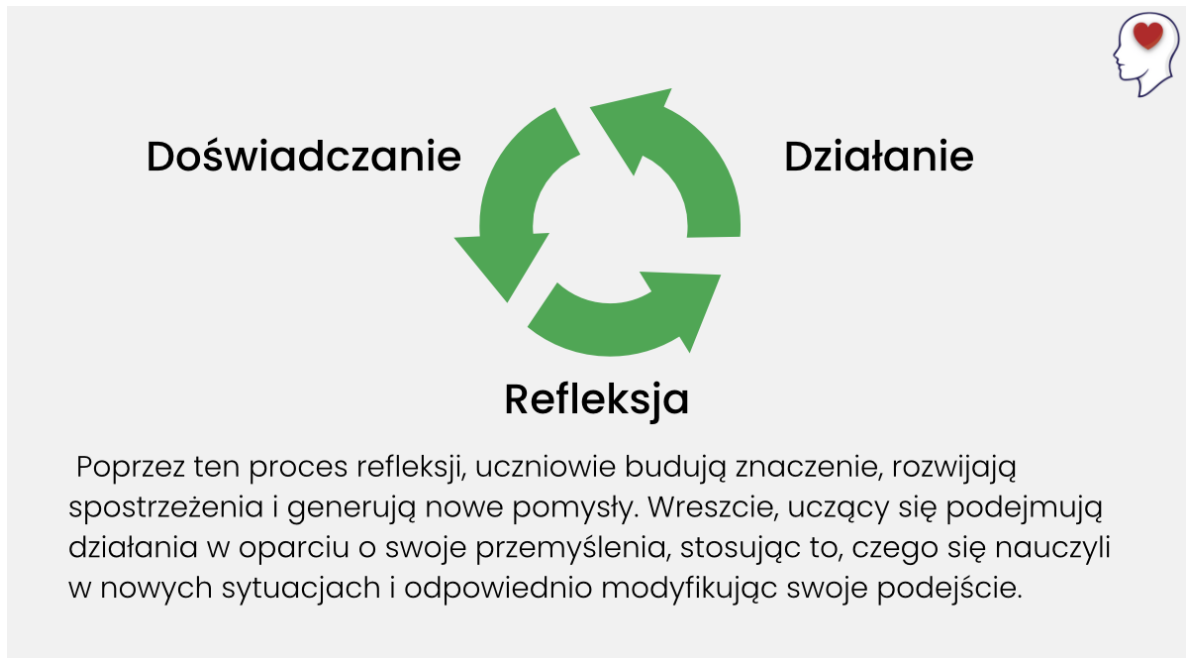 Doświadczanie
Działanie
Refleksja
Poprzez ten proces refleksji, uczniowie budują znaczenie, rozwijają
spostrzeżenia i generują nowe pomysły. Wreszcie, uczący się podejmują
działania w oparciu o swoje przemyślenia, stosując to, czego się nauczyli
w nowych sytuacjach i odpowiednio modyfikując swoje podejście.